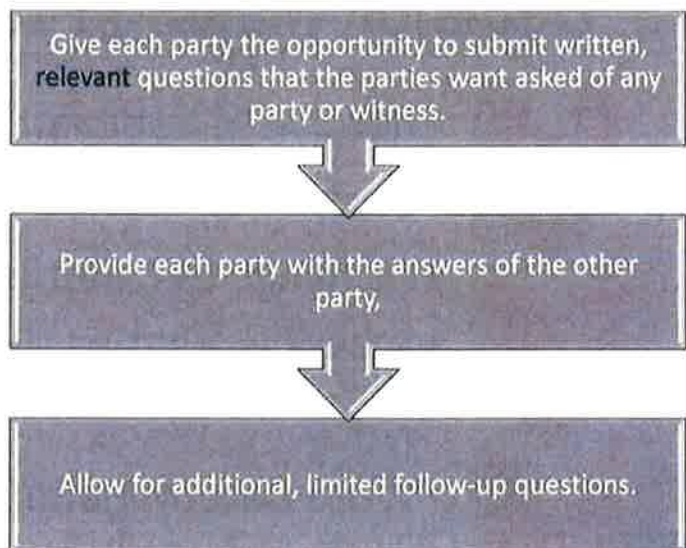 Give each party the opportunity to submit written,
relevant questions that the parties want asked of any
party or witness.
Provide each party with the answers of the other
party,
Allow for additional, limited follow-up questions.